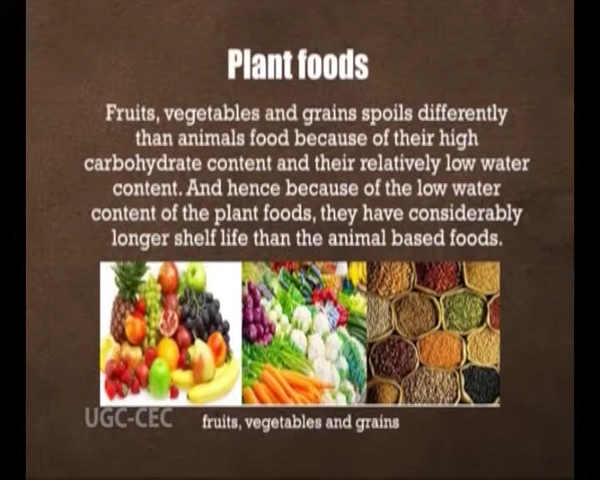 Plant foods
Fruits, vegetables and grains spoils differently
than animals food because of their high
carbohydrate content and their relatively low water
content. And hence because of the low water
content of the plant foods, they have considerably
longer shelf life than the animal based foods.
UGC-CEC
fruits, vegetables and grains